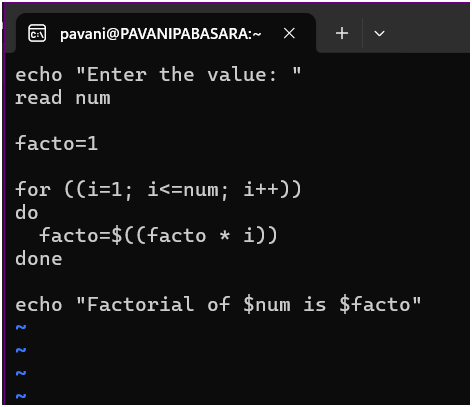 pavani@PAVANIPABASARA:~
echo "Enter the value: "
read num
facto=1
for ((i=1; i<=num; i++))
do
  facto=$((facto * i))
done
echo "Factorial of $num is $facto"
~
~
~
~